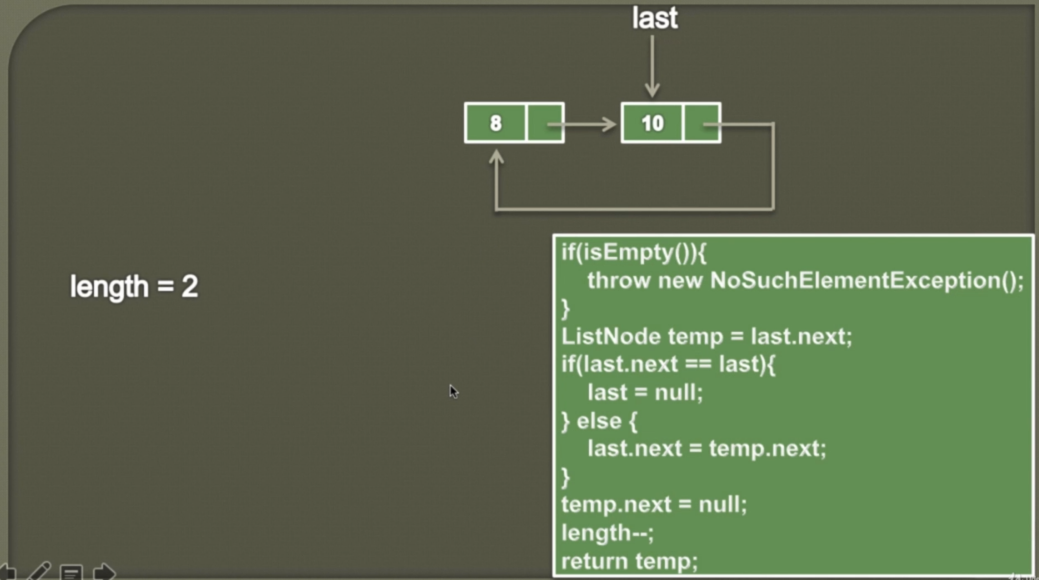 last
8
10
length = 2
if(isEmpty()){
    throw new NoSuchElementException();
}
ListNode temp = last.next;
if(last.next == last){
    last = null;
} else {
    last.next = temp.next;
}
temp.next = null;
length--;
return temp;